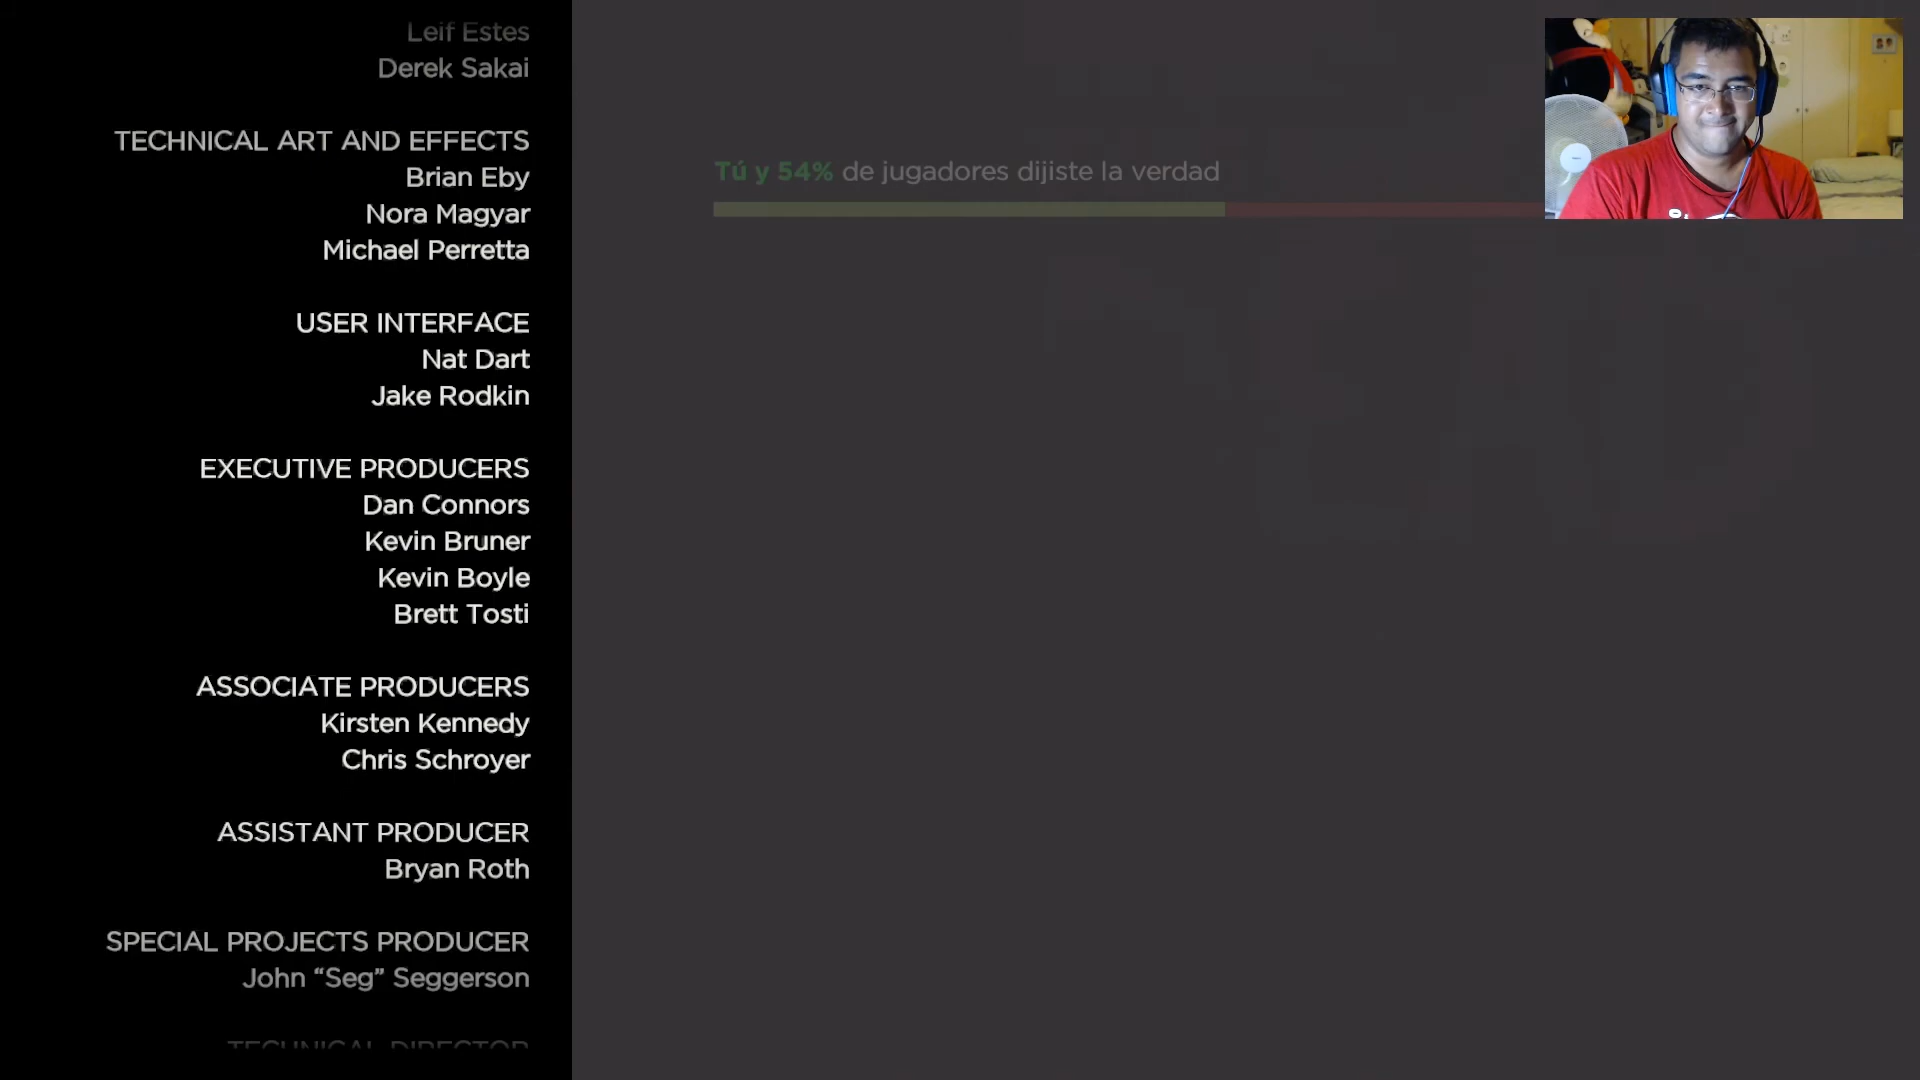 Leif Estes
Derek Sakai
TECHNICAL ART AND EFFECTS
Brian Eby
Nora Magyar
Michael Perretta
USER INTERFACE
Nat Dart
Jake Rodkin
EXECUTIVE PRODUCERS
Dan Connors
Kevin Bruner
Kevin Boyle
Brett Tosti
ASSOCIATE PRODUCERS
Kirsten Kennedy
Chris Schroyer
ASSISTANT PRODUCER
Bryan Roth
SPECIAL PROJECTS PRODUCER
John “Seg” Seggerson
TECHNICAL DIRECTOR
Tú y 54% de jugadores dijiste la verdad